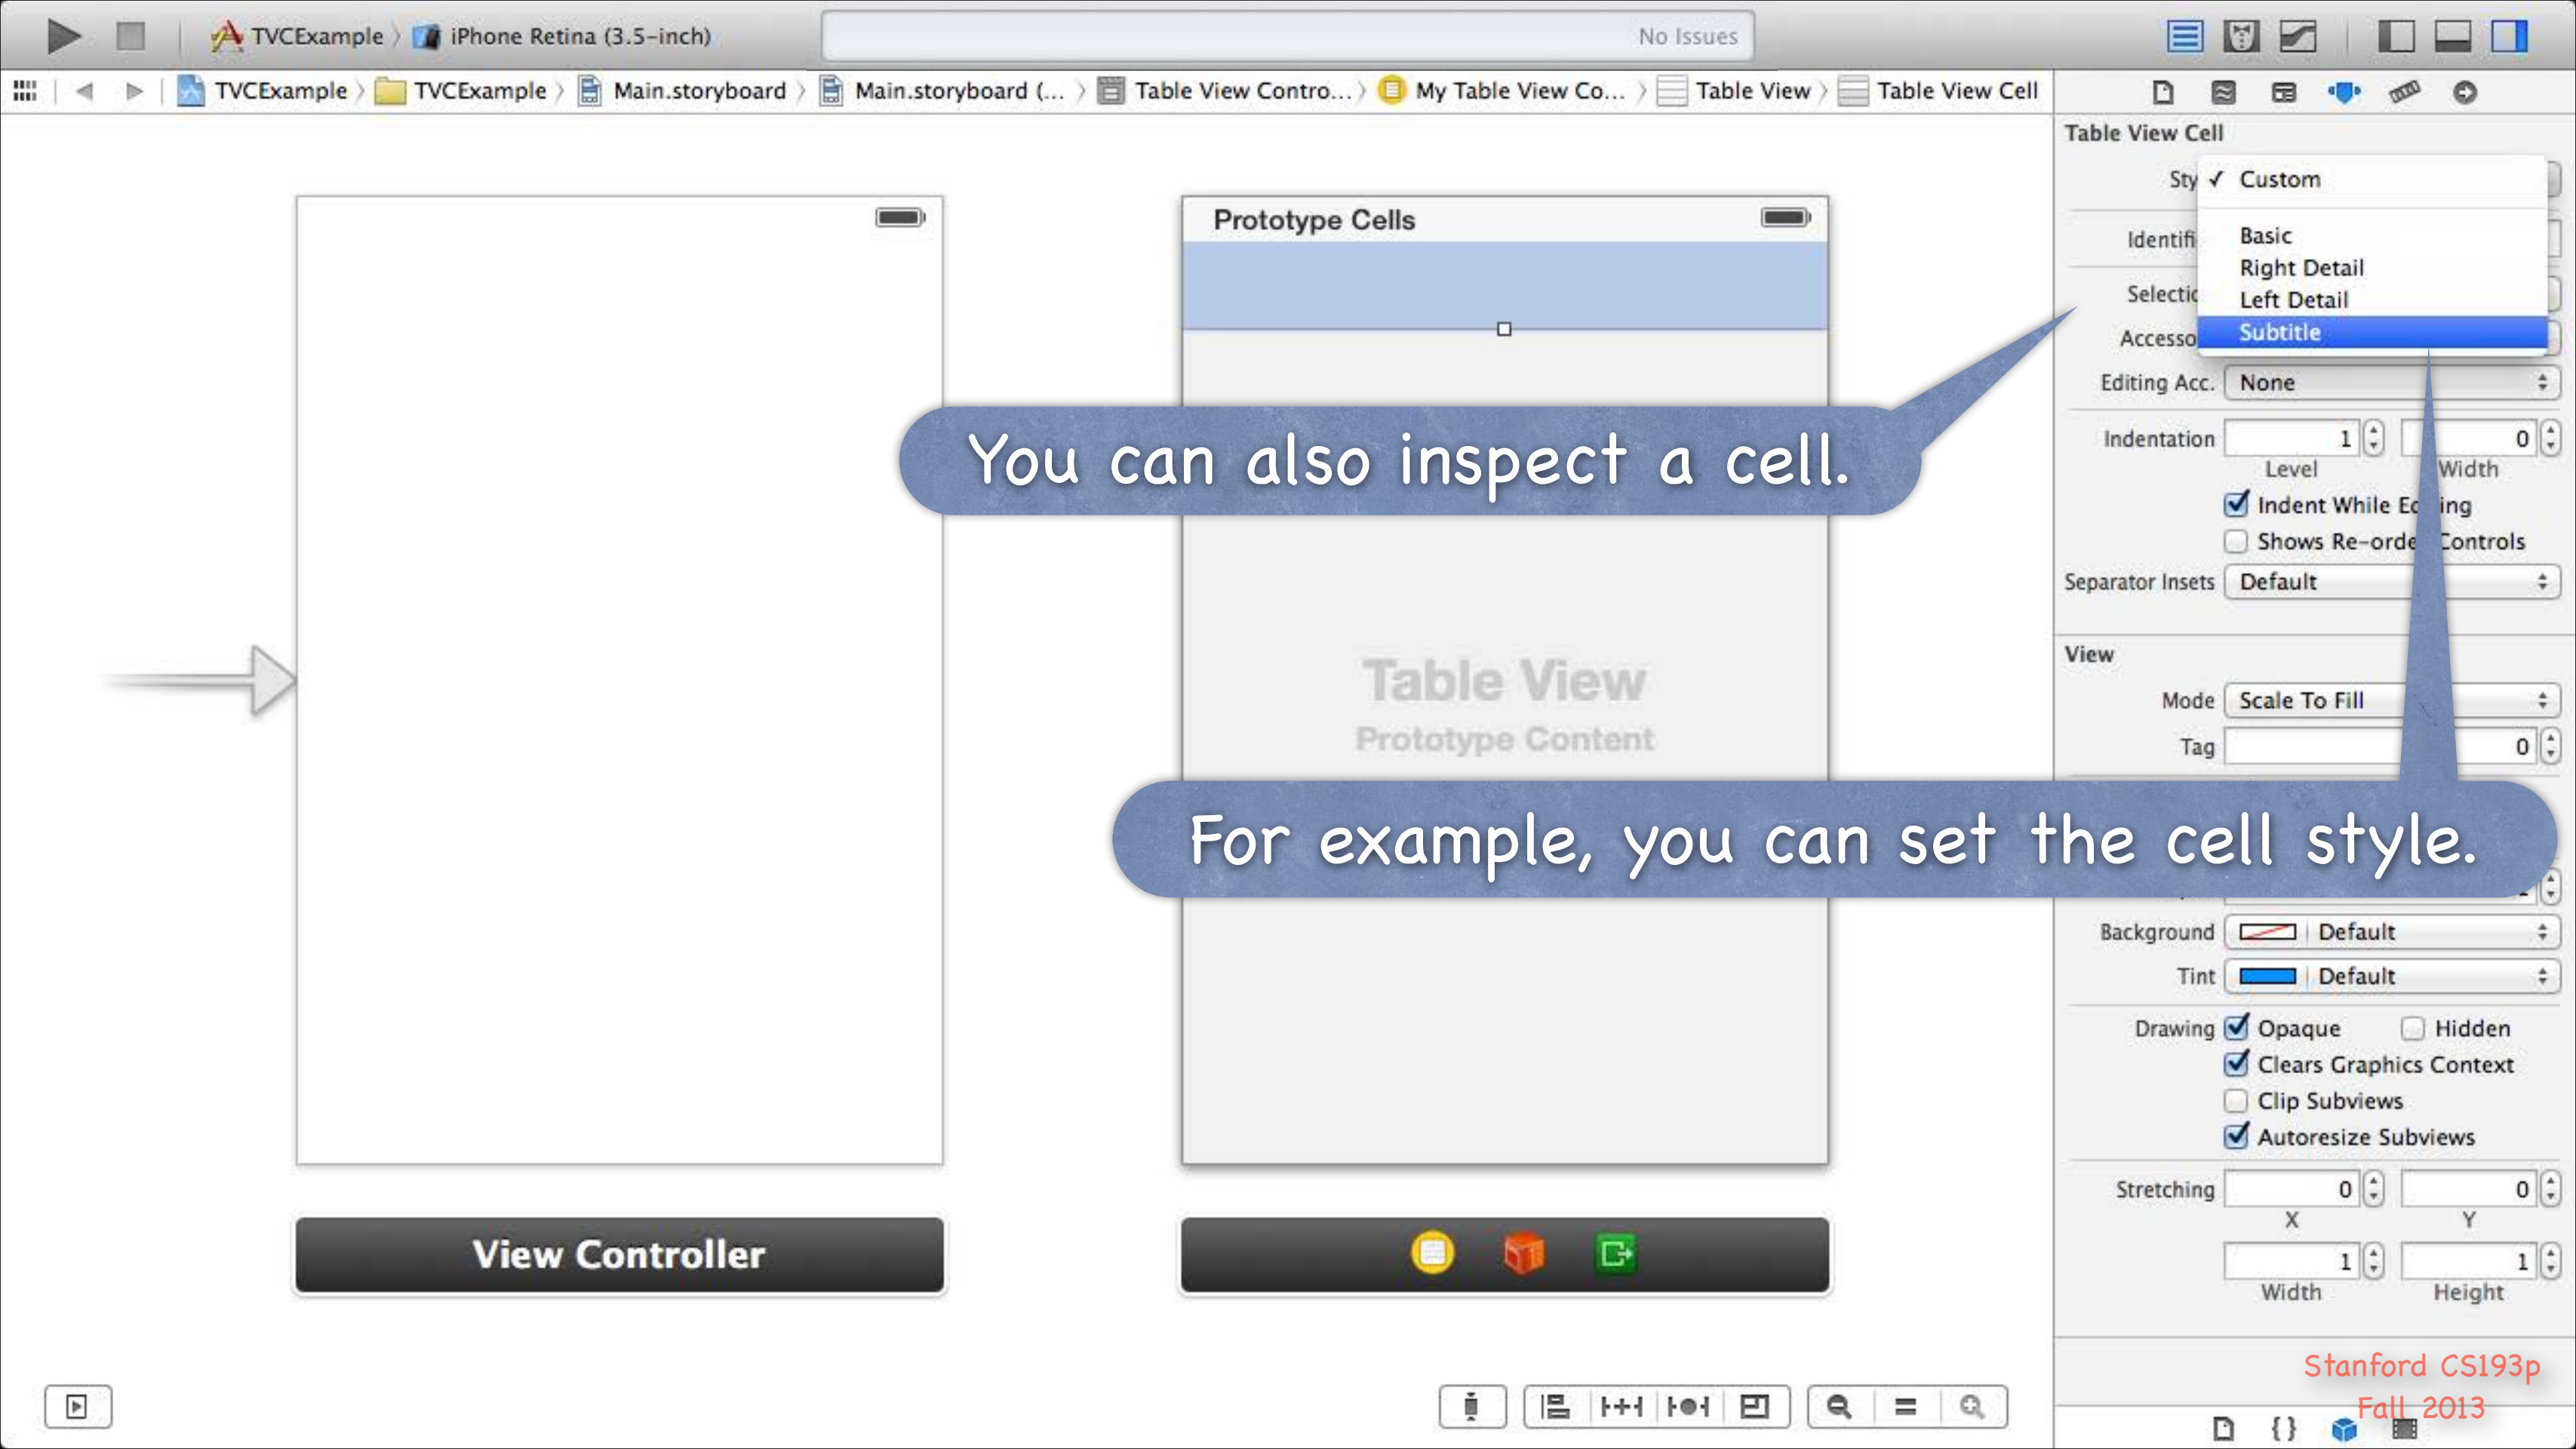 TVCExample
iPhone Retina (3.5-inch)
No Issues
TVCExample
TVCExample
Main.storyboard
Main.storyboard (...
Table View Contro...
My Table View Co...
Table View
Table View Cell
Table View Cell
Sty
✓ Custom
Identifi
Basic
Right Detail
Selectio
Left Detail
Accesso
Subtitle
Editing Acc. None
Indentation 1 0
Level Width
Indent While
Shows Re-orde Controls
Separator Insets Default
Prototype Cells
You can also inspect a cell.
Table View
Prototype Content
View
Mode Scale To Fill
Tag 0
For example, you can set the cell style.
Background Default
Tint Default
Drawing Opaque Hidden
Clears Graphics Context
Clip Subviews
Autoresize Subviews
Stretching 0 0
X Y
1 1
Width Height
View Controller
Stanford CS193p
Fall 2013